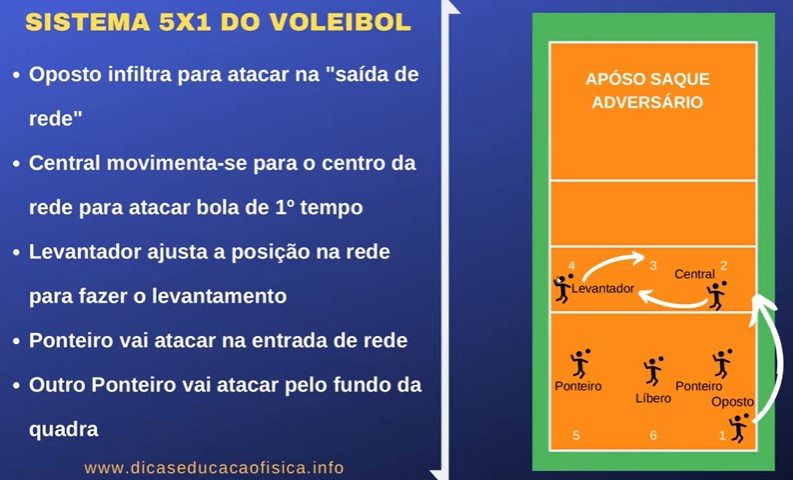 SISTEMA 5X1 DO VOLEIBOL
• Oposto infiltra para atacar na "saída de
rede"
• Central movimenta-se para o centro da
rede para atacar bola de 1º tempo
• Levantador ajusta a posição na rede
para fazer o levantamento
• Ponteiro vai atacar na entrada de rede
• Outro Ponteiro vai atacar pelo fundo da
quadra
www.dicaseducacaofisica.info
APÓSO SAQUE
ADVERSÁRIO
4 3 2
Central
Levantador
Ponteiro Líbero Ponteiro
Oposto
5 6 1